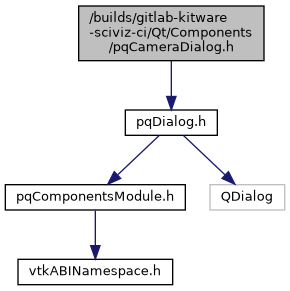 /builds/gitlab-kitware
-sciviz-ci/Qt/Components
/pqCameraDialog.h
pqDialog.h
pqComponentsModule.h
QDialog
vtkABINamespace.h